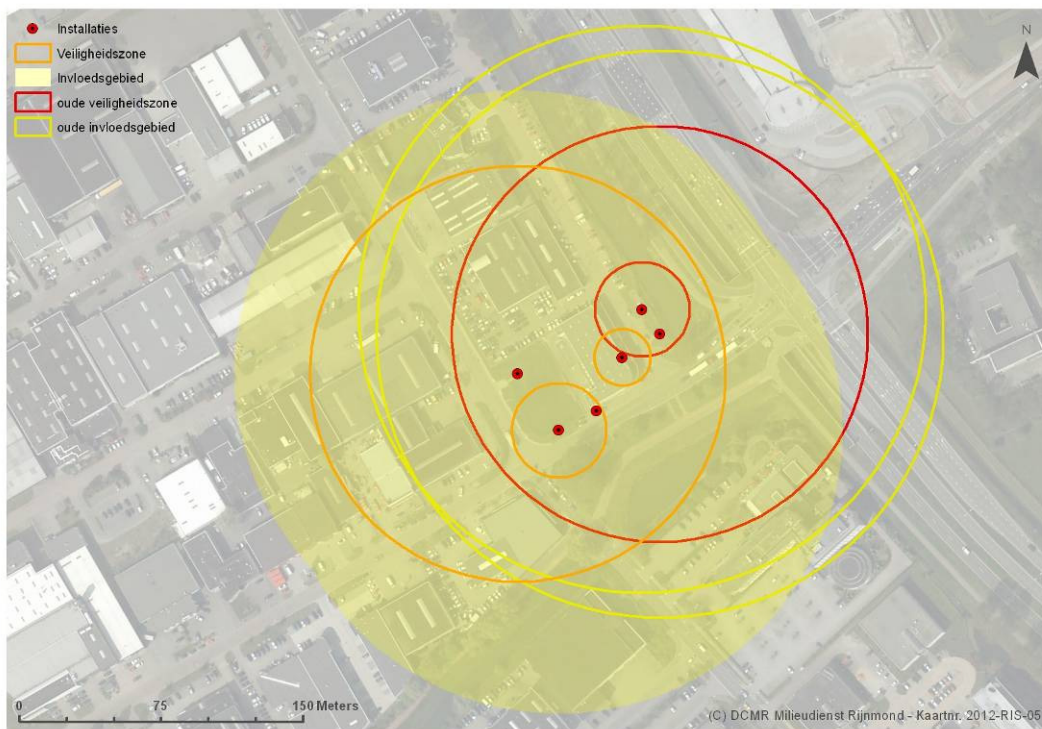 Installaties
Veiligheidszone
Invloedsgebied
oude veiligheidszone
oude invloedsgebied
N
0 75 150 Meters
(C) DCMR Milieudienst Rijnmond - Kaartnr. 2012-RIS-05